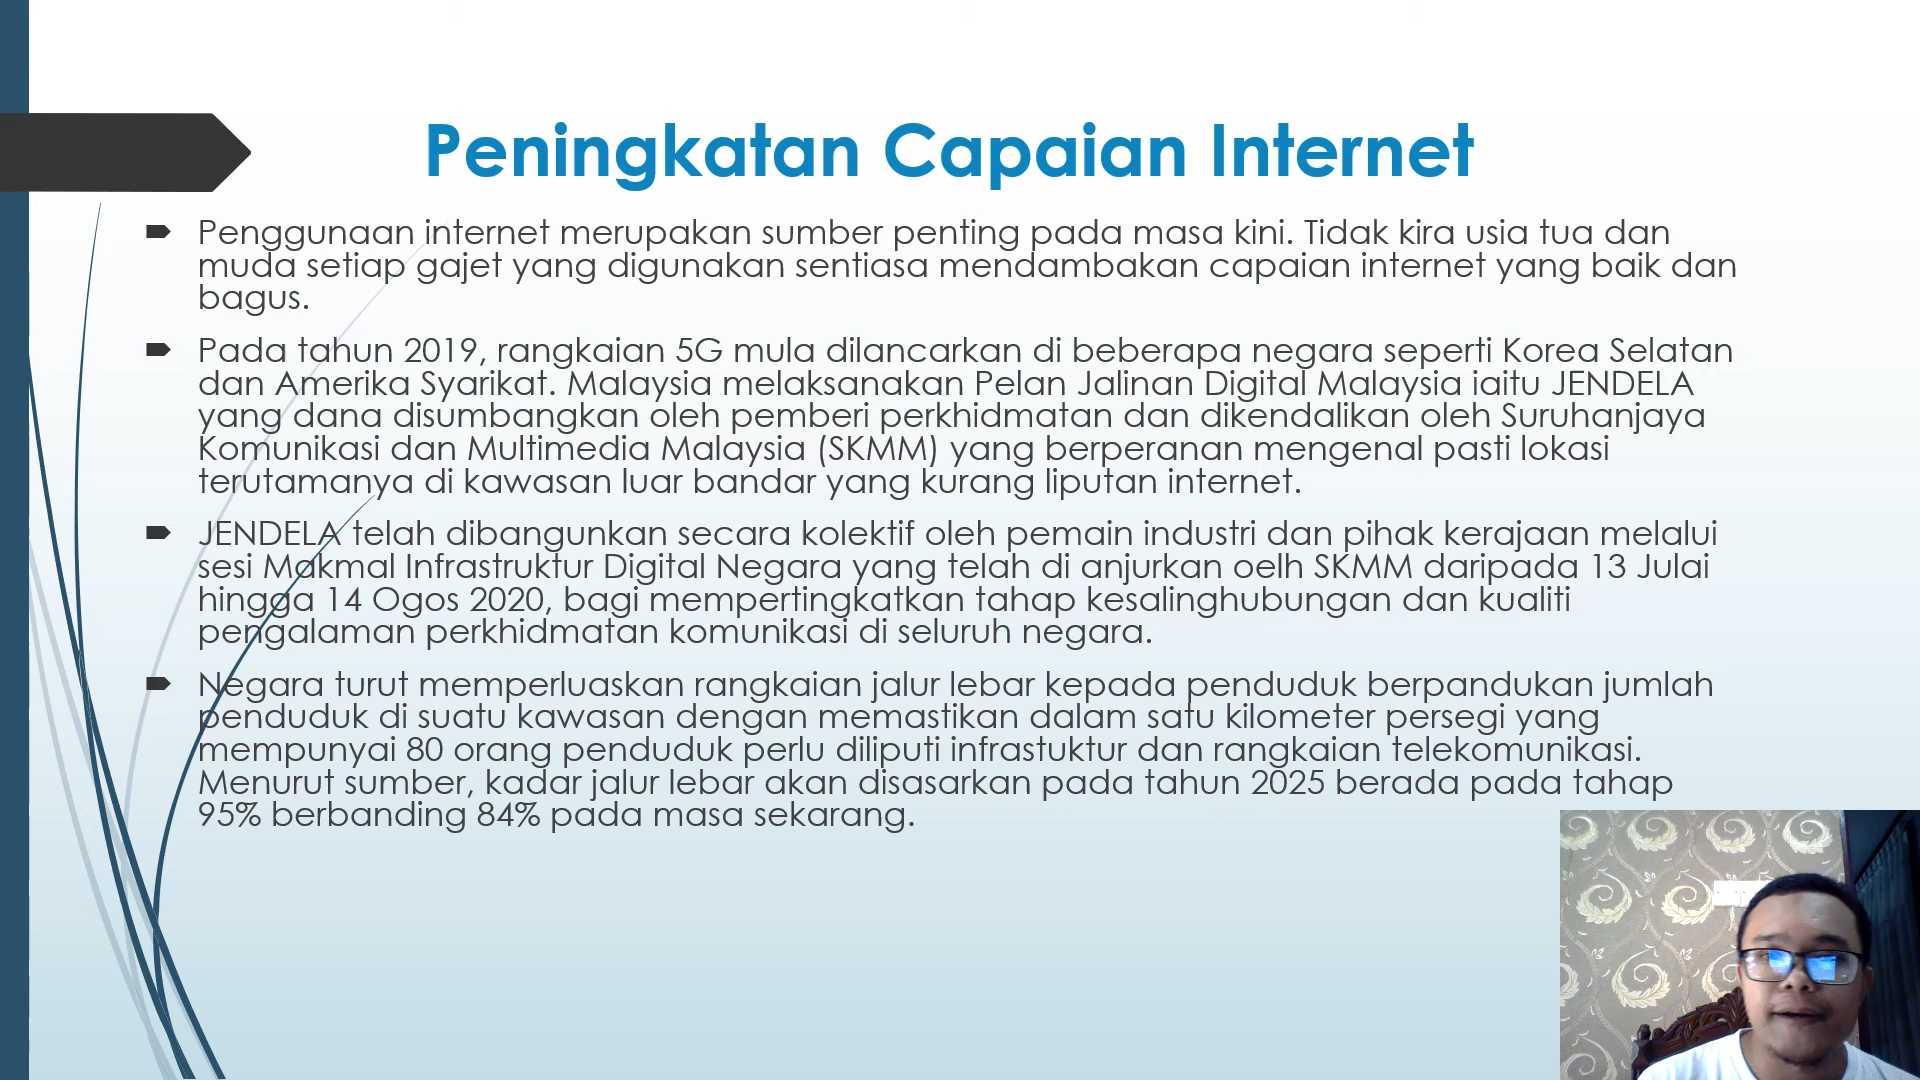 Peningkatan Capaian Internet
Penggunaan internet merupakan sumber penting pada masa kini. Tidak kira usia tua dan
muda setiap gajet yang digunakan sentiasa mendambakan capaian internet yang baik dan
bagus.
Pada tahun 2019, rangkaian 5G mula dilancarkan di beberapa negara seperti Korea Selatan
dan Amerika Syarikat. Malaysia melaksanakan Pelan Jalinan Digital Malaysia iaitu JENDELA
yang dana disumbangkan oleh pemberi perkhidmatan dan dikendalikan oleh Suruhanjaya
Komunikasi dan Multimedia Malaysia (SKMM) yang berperanan mengenal pasti lokasi
terutamanya di kawasan luar bandar yang kurang liputan internet.
JENDELA telah dibangunkan secara kolektif oleh pemain industri dan pihak kerajaan melalui
sesi Makmal Infrastruktur Digital Negara yang telah di anjurkan oelh SKMM daripada 13 Julai
hingga 14 Ogos 2020, bagi mempertingkatkan tahap kesalinghubungan dan kualiti
pengalaman perkhidmatan komunikasi di seluruh negara.
Negara turut memperluaskan rangkaian jalur lebar kepada penduduk berpandukan jumlah
penduduk di suatu kawasan dengan memastikan dalam satu kilometer persegi yang
mempunyai 80 orang penduduk perlu diliputi infrastuktur dan rangkaian telekomunikasi.
Menurut sumber, kadar jalur lebar akan disasarkan pada tahun 2025 berada pada tahap
95% berbanding 84% pada masa sekarang.